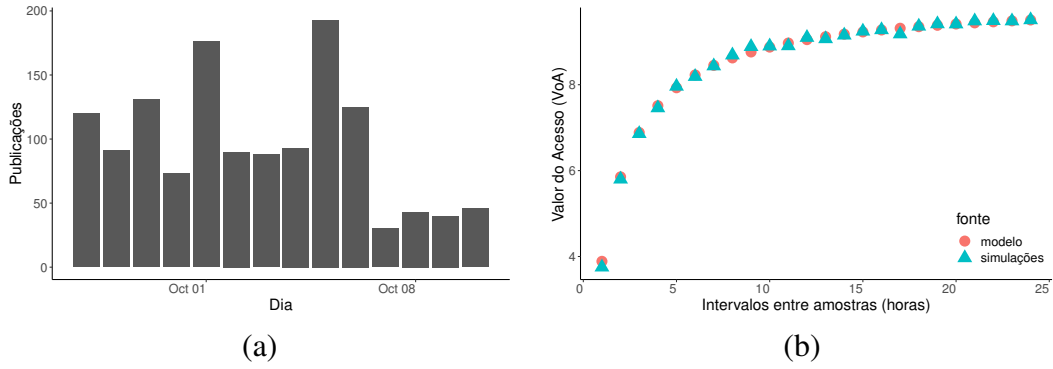 Publicações
200
150
100
50
0
Oct 01
Oct 08
Dia
(a)
Valor do Acesso (VoA)
8
6
4
0
5
10
15
20
25
Intervalos entre amostras (horas)
fonte
modelo
simulações
(b)